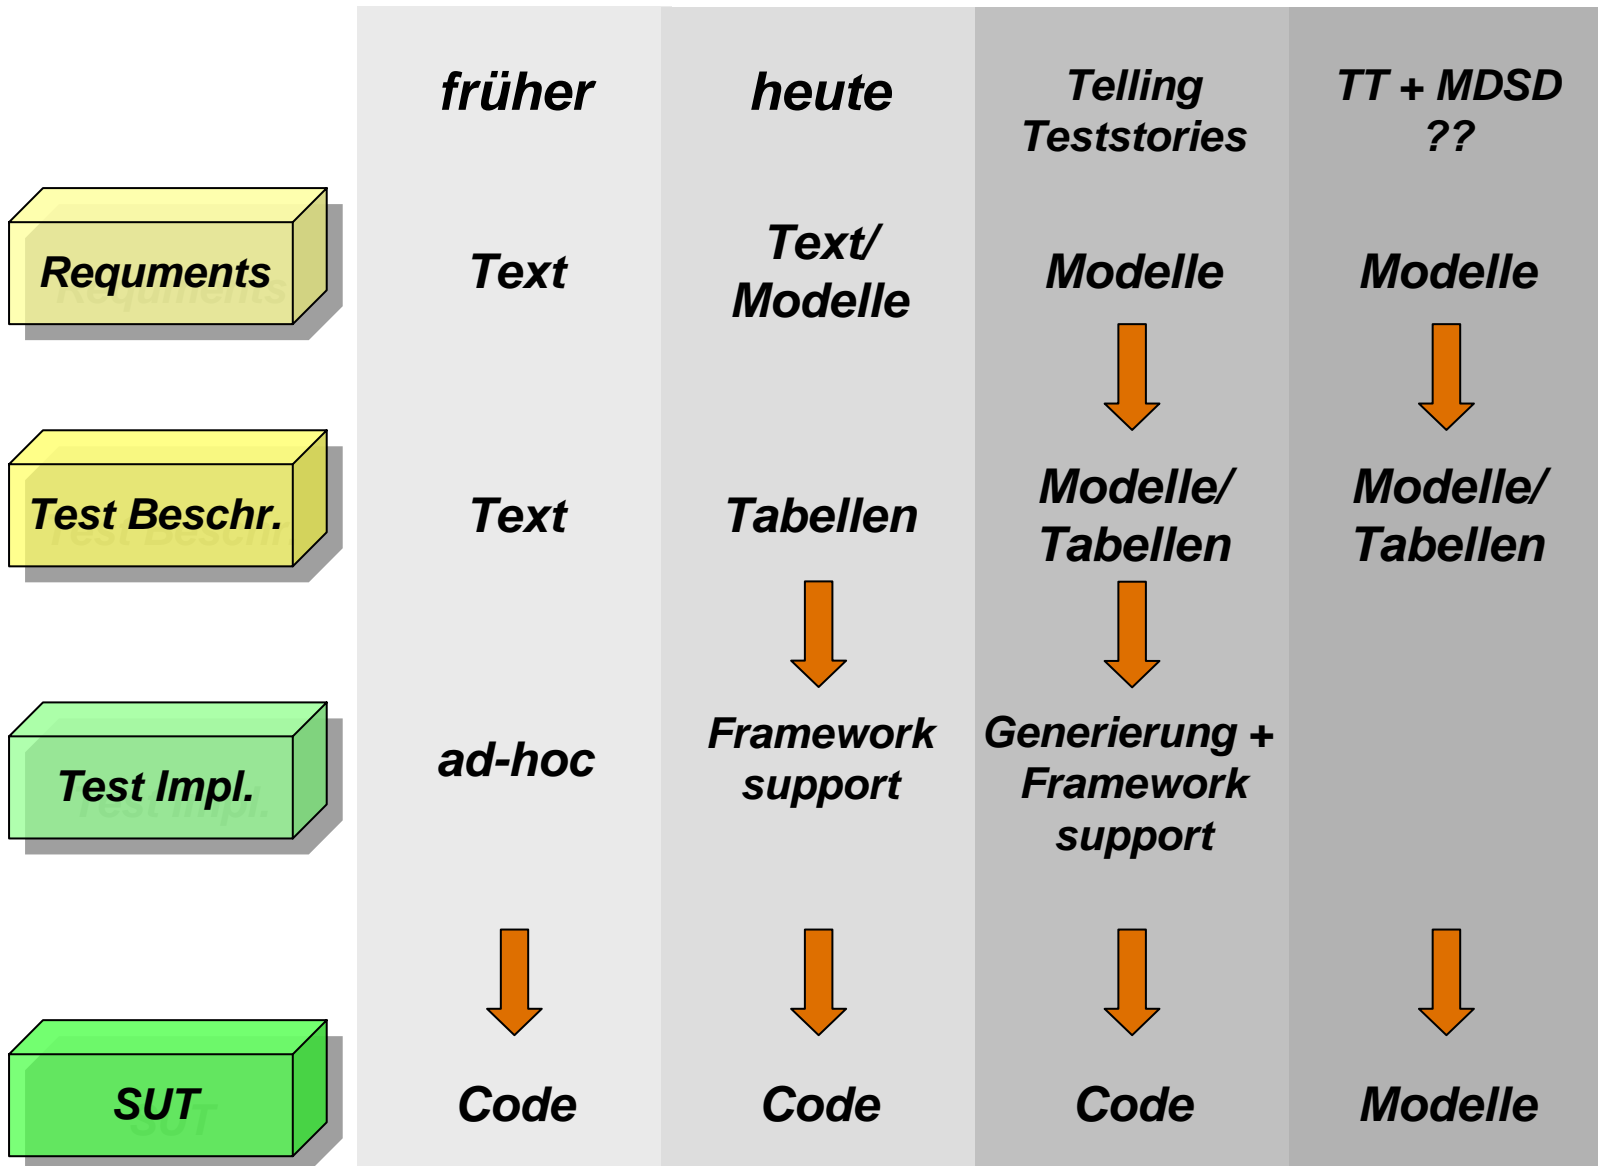 früher
heute
Telling
Teststories
TT + MDSD
??
Requments
Text
Text/
Modelle
Modelle
Modelle
Test Beschr.
Text
Tabellen
Modelle/
Tabellen
Modelle/
Tabellen
Test Impl.
ad-hoc
Framework
support
Generierung +
Framework
support
SUT
Code
Code
Code
Modelle